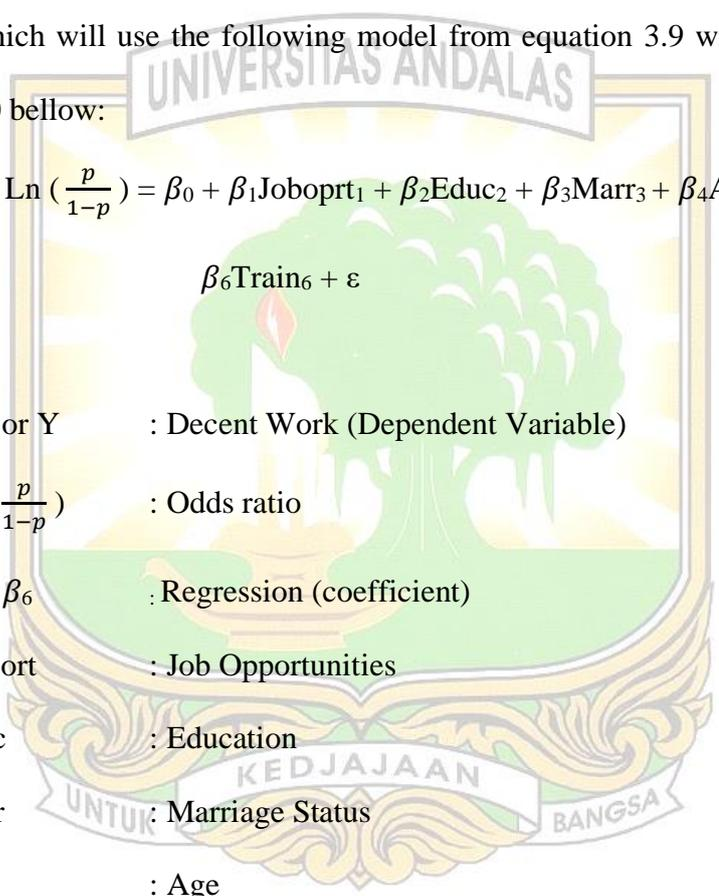 hich will use the following model from equation 3.9 w
UNIVERSITAS ANDALAS
bellow:
Ln ( p/1−p ) = β0 + β1Joboprt1 + β2Educ2 + β3Marr3 + β4A
β6Train6 + ε
or Y : Decent Work (Dependent Variable)
p/1−p ) : Odds ratio
β6 : Regression (coefficient)
ort : Job Opportunities
c : Education
KEDJAJAAN
r : Marriage Status
UNTUK BANGSA
: Age